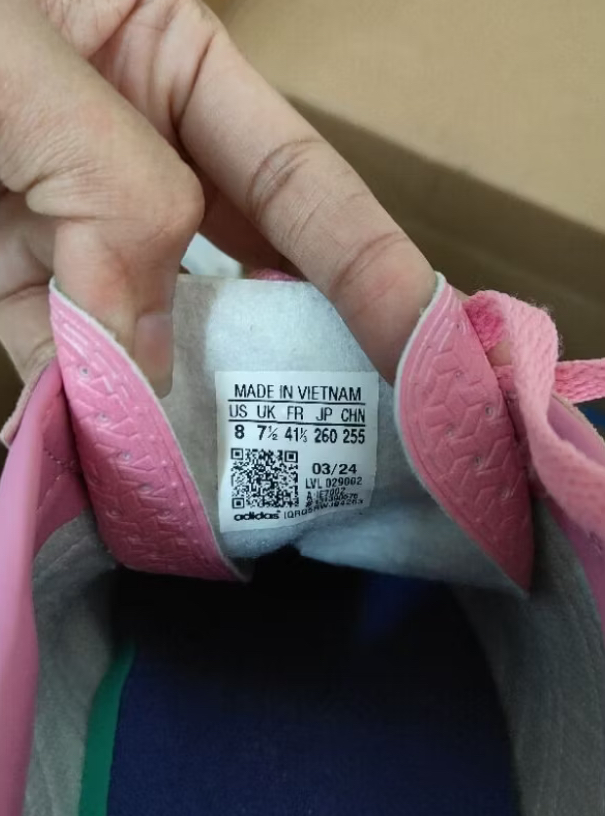 MADE IN VIETNAM
US UK FR JP CHN
8 7½ 41⅓ 260 255
03/24
LVL 029002
adidas